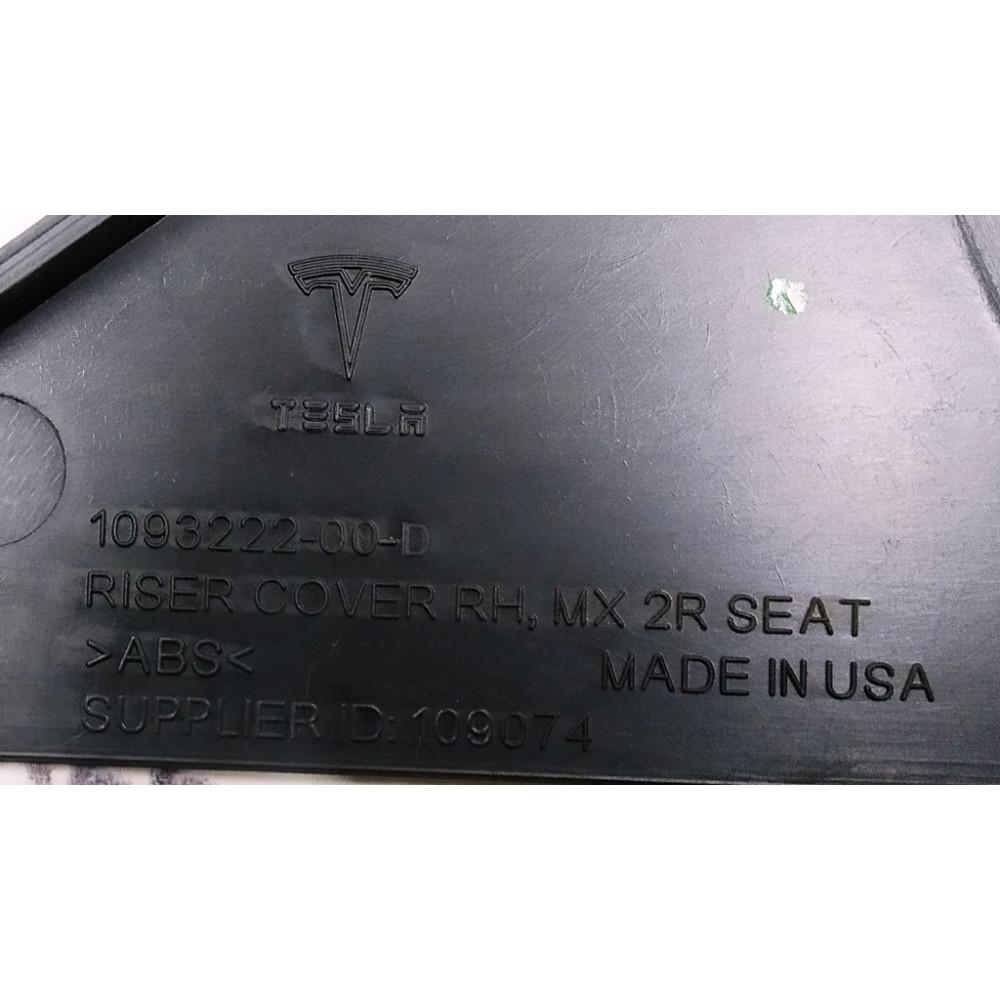 TESLA
1093222-00-D
RISER COVER RH, MX 2R SEAT
>ABS<
MADE IN USA
SUPPLIER ID: 109074